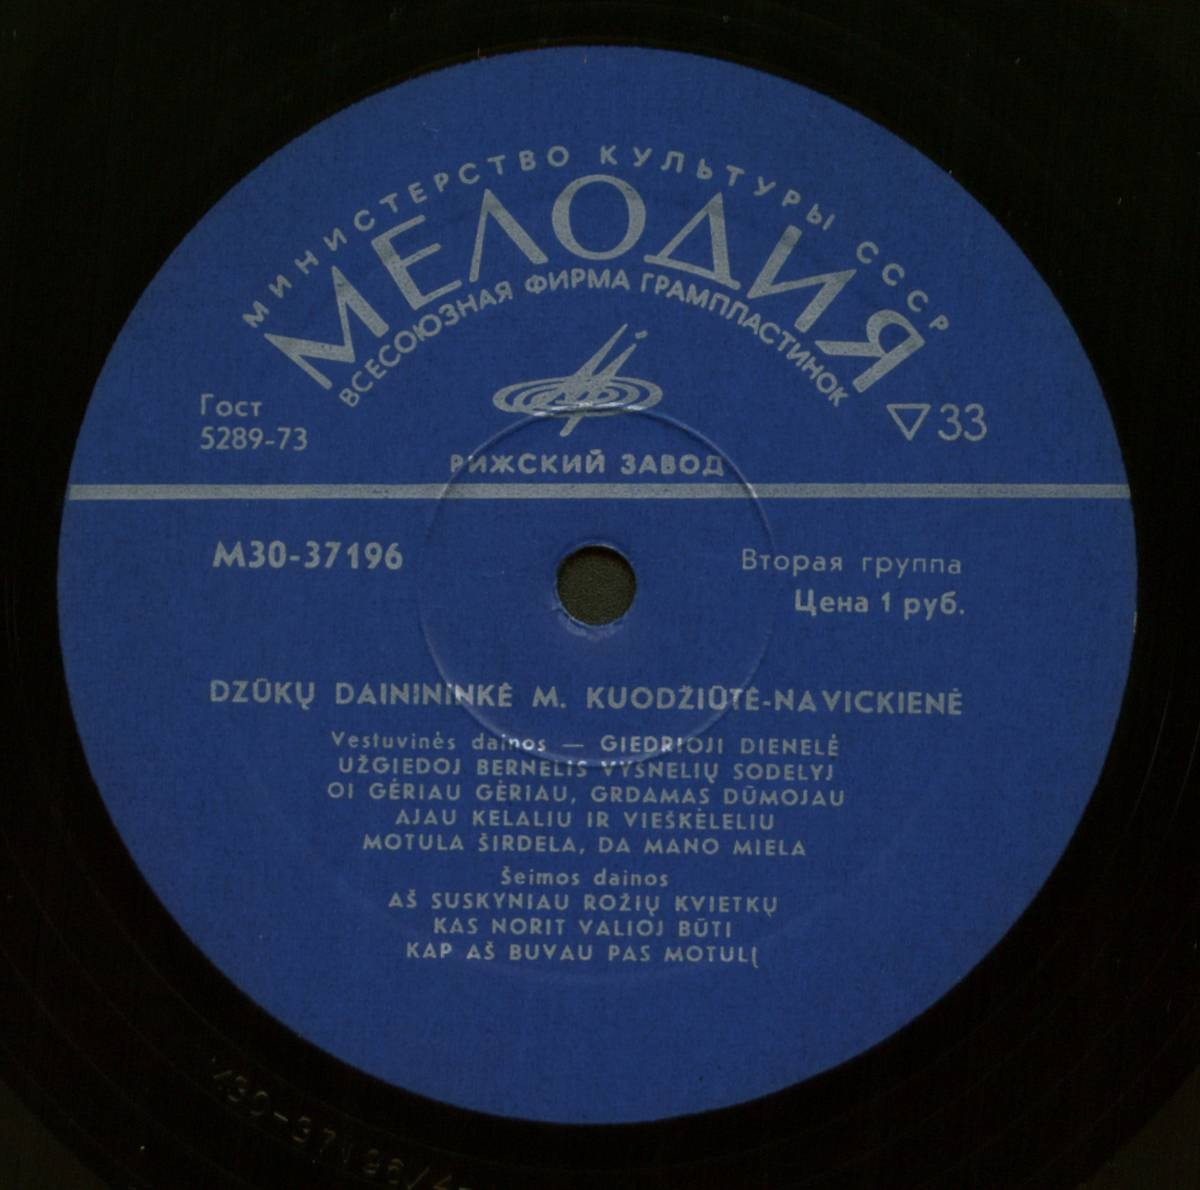 МИНИСТЕРСТВО КУЛЬТУРЫ СССР
МЕЛОДИЯ
ВСЕСОЮЗНАЯ ФИРМА ГРАМПЛАСТИНОК
Гост
5289-73
▽33
РИЖСКИЙ ЗАВОД
М30-37196
Вторая группа
Цена 1 руб.
DZŪKŲ DAINININKĖ M. KUODŽIŪTĖ-NAVICKIENĖ
Vestuvinės dainos — GIEDRIOJI DIENELĖ
UŽGIEDOJ BERNELIS VYŠNELIŲ SODELYJ
OI GĖRIAU GĖRIAU, GRDAMAS DŪMOJAU
AJAU KELALIU IR VIEŠKĖLELIU
MOTULA ŠIRDELA, DA MANO MIELA
Šeimos dainos
AŠ SUSKYNIAU ROŽIŲ KVIETKŲ
KAS NORIT VALIOJ BŪTI
KAP AŠ BUVAU PAS MOTULĮ